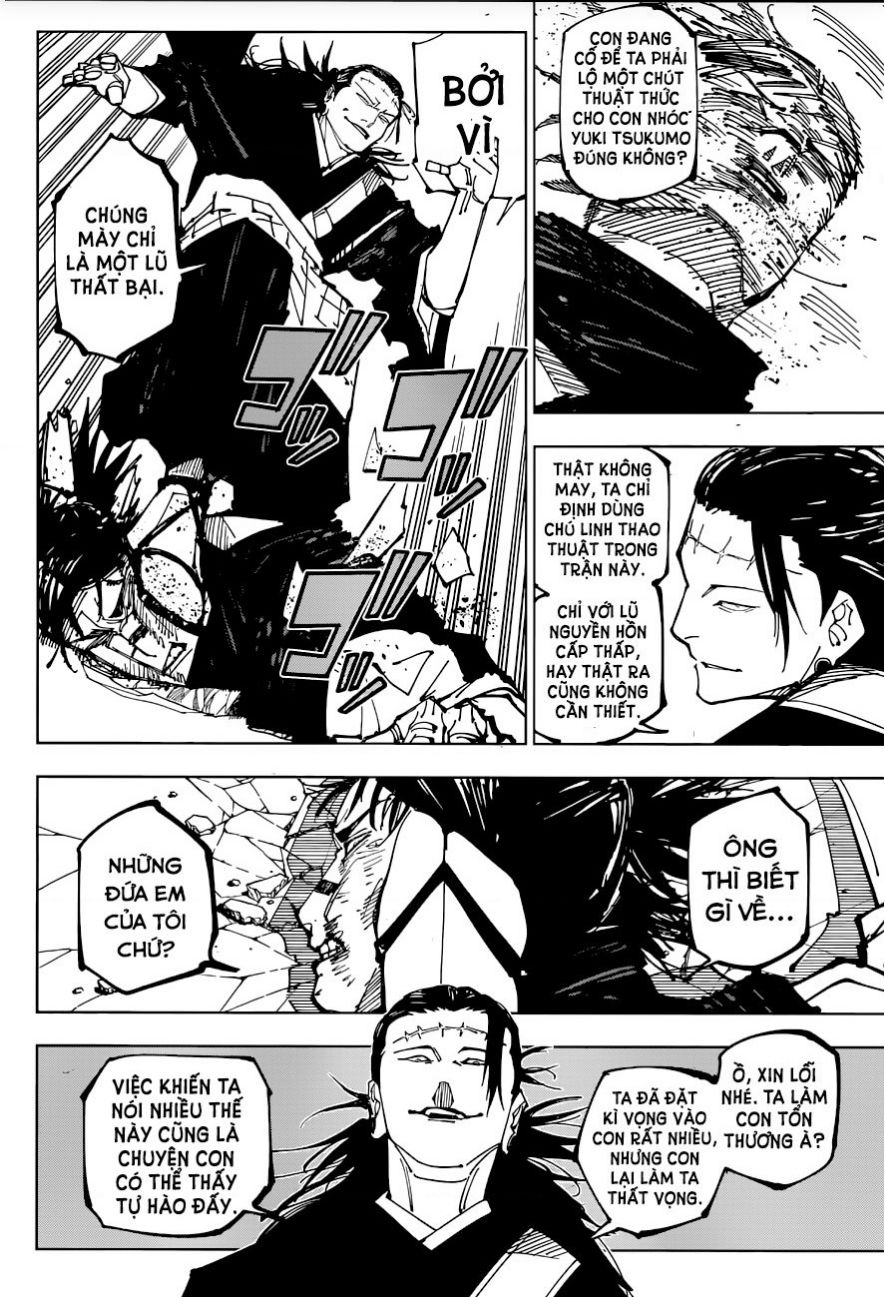 CON ĐANG
CỐ ĐỂ TA PHẢI
LỘ MỘT CHÚT
THUẬT THỨC
CHO CON NHÓC
YUKI TSUKUMO
ĐÚNG KHÔNG?
THẬT KHÔNG
MAY, TA CHỈ
ĐỊNH DÙNG
CHÚ LINH THAO
THUẬT TRONG
TRẬN NÀY.
CHỈ VỚI LŨ
NGUYỀN HỒN
CẤP THẤP,
HAY THẬT RA
CŨNG KHÔNG
CẦN THIẾT.
BỞI
VÌ
CHÚNG
MÀY CHỈ
LÀ MỘT LŨ
THẤT BẠI.
ゴ
ゴ
ゴ
ÔNG
THÌ BIẾT
GÌ VỀ...
NHỮNG
ĐỨA EM
CỦA TÔI
CHỨ?
Ồ, XIN LỖI
NHÉ. TA LÀM
CON TỔN
THƯƠNG À?
TA ĐÃ ĐẶT
KÌ VỌNG VÀO
CON RẤT NHIỀU,
NHƯNG CON
LẠI LÀM TA
THẤT VỌNG.
VIỆC KHIẾN TA
NÓI NHIỀU THẾ
NÀY CŨNG LÀ
CHUYỆN CON
CÓ THỂ THẤY
TỰ HÀO ĐẤY.